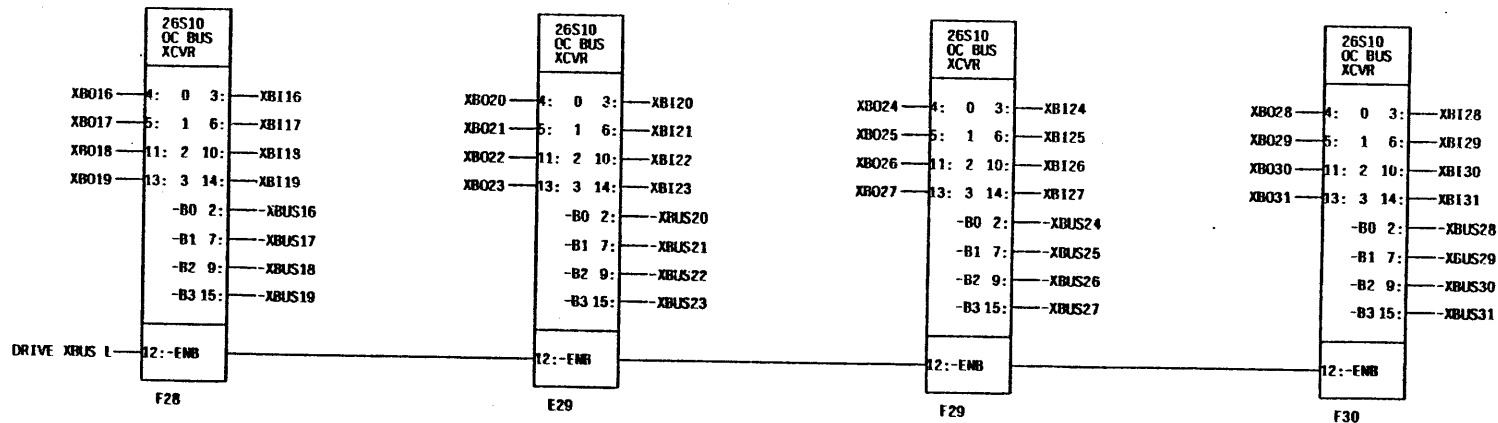 26S10
OC BUS
XCVR
XBO16 4: 0 3: XBI16
XBO17 5: 1 6: XBI17
XBO18 11: 2 10: XBI18
XBO19 13: 3 14: XBI19
-B0 2: -XBUS16
-B1 7: -XBUS17
-B2 9: -XBUS18
-B3 15: -XBUS19
DRIVE XBUS L 12:-ENB
F28
26S10
OC BUS
XCVR
XBO20 4: 0 3: XBI20
XBO21 5: 1 6: XBI21
XBO22 11: 2 10: XBI22
XBO23 13: 3 14: XBI23
-B0 2: -XBUS20
-B1 7: -XBUS21
-B2 9: -XBUS22
-B3 15: -XBUS23
12:-ENB
E29
26S10
OC BUS
XCVR
XBO24 4: 0 3: XBI24
XBO25 5: 1 6: XBI25
XBO26 11: 2 10: XBI26
XBO27 13: 3 14: XBI27
-B0 2: -XBUS24
-B1 7: -XBUS25
-B2 9: -XBUS26
-B3 15: -XBUS27
12:-ENB
F29
26S10
OC BUS
XCVR
XBO28 4: 0 3: XBI28
XBO29 5: 1 6: XBI29
XBO30 11: 2 10: XBI30
XBO31 13: 3 14: XBI31
-B0 2: -XBUS28
-B1 7: -XBUS29
-B2 9: -XBUS30
-B3 15: -XBUS31
12:-ENB
F30